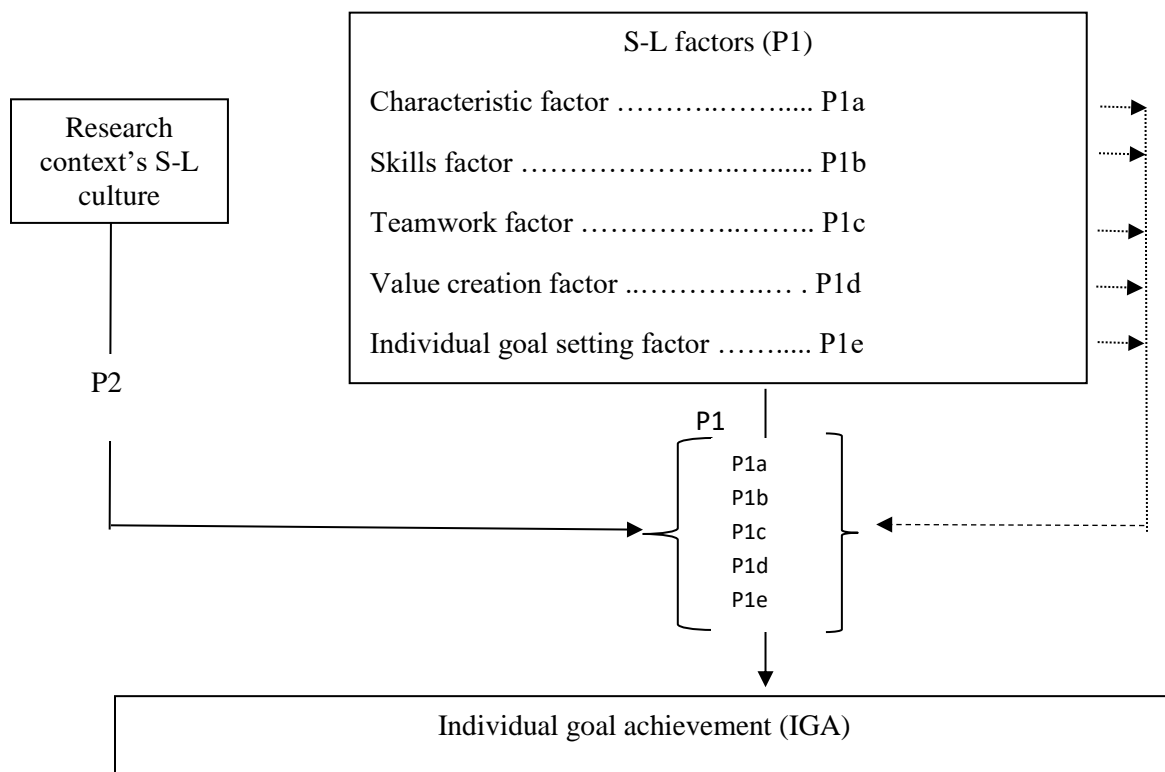 S-L factors (P1)
Characteristic factor ………..……..... P1a
Skills factor …………………..…...... P1b
Teamwork factor ……………..…….. P1c
Value creation factor ..………….… . P1d
Individual goal setting factor ……..... P1e
Research
context’s S-L
culture
P2
P1
P1a
P1b
P1c
P1d
P1e
Individual goal achievement (IGA)